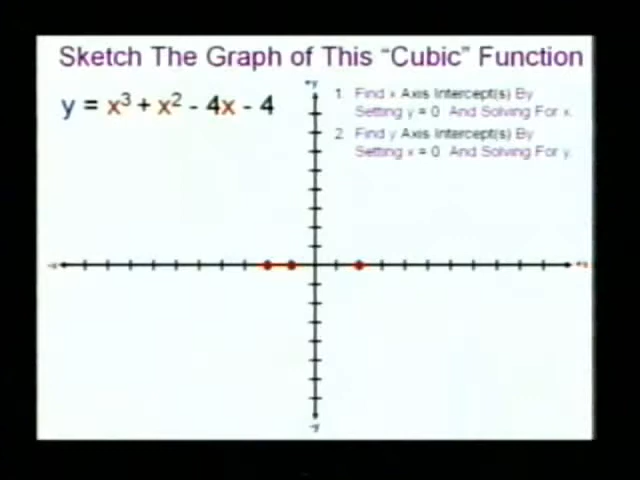 Sketch The Graph of This “Cubic” Function
y = x³ + x² - 4x - 4
1. Find x Axis Intercept(s) By
Setting y = 0 And Solving For x.
2. Find y Axis Intercept(s) By
Setting x = 0 And Solving For y.
+y
-x
+x
-y